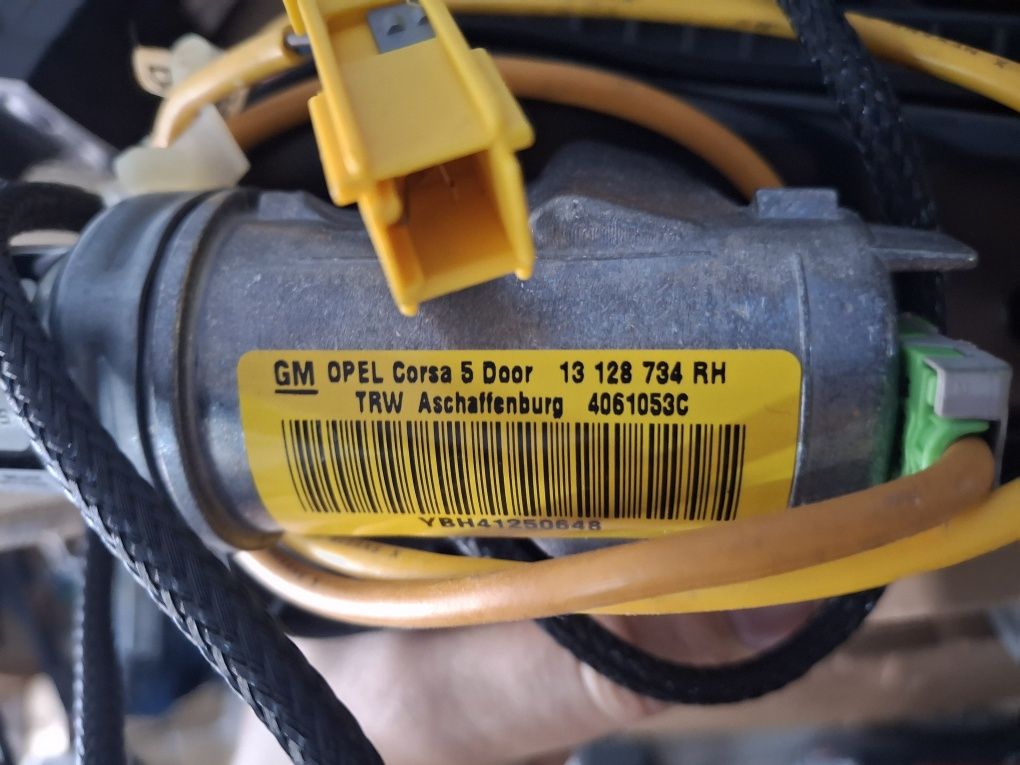 GM OPEL Corsa 5 Door 13 128 734 RH
TRW Aschaffenburg 4061053C
YBH41250648